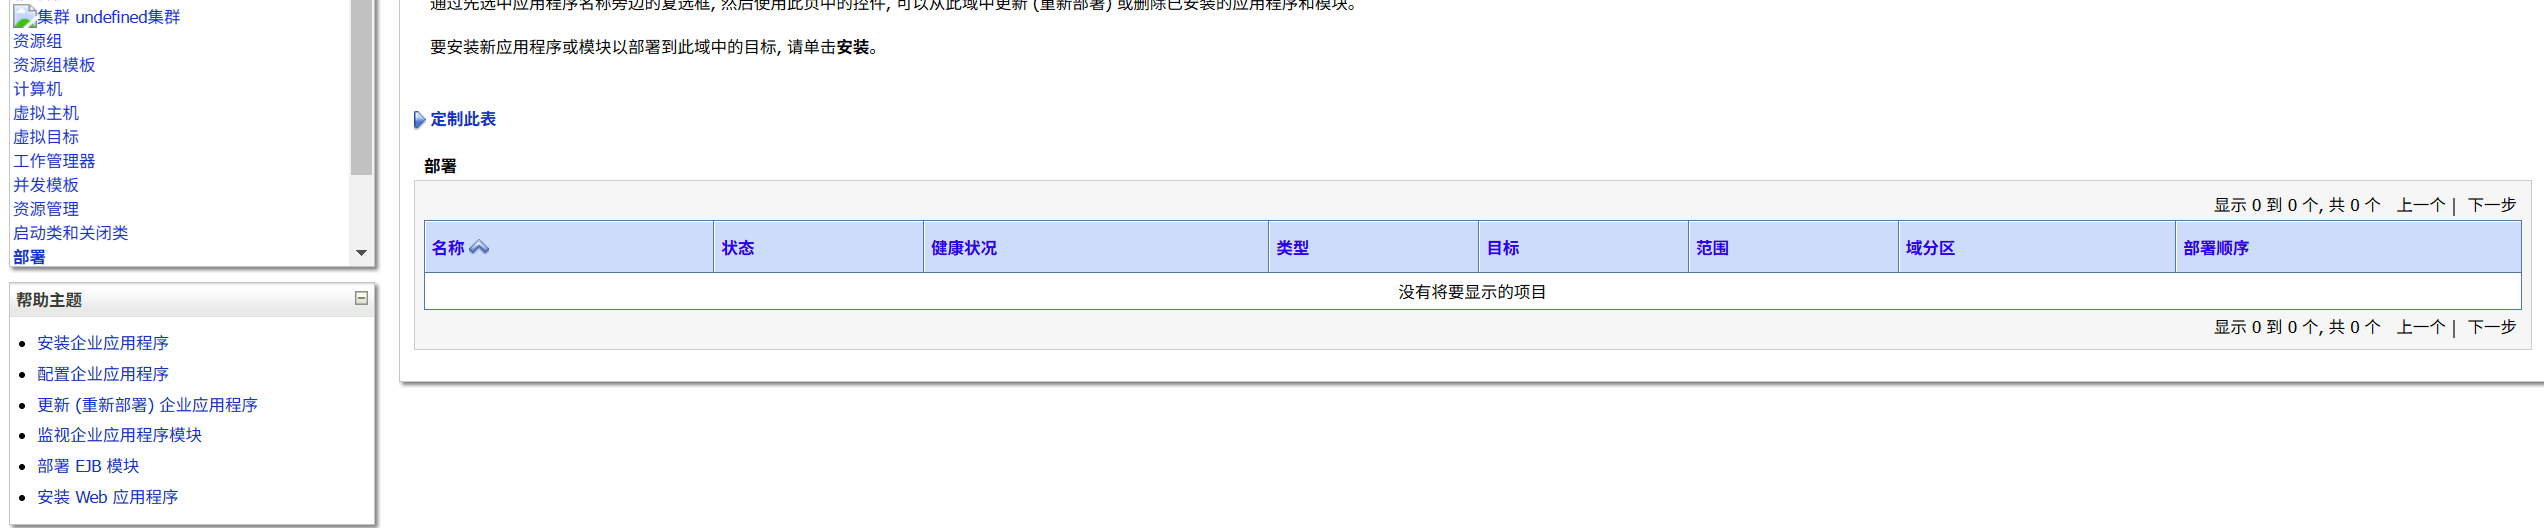 集群 undefined集群
资源组
资源组模板
计算机
虚拟主机
虚拟目标
工作管理器
并发模板
资源管理
启动类和关闭类
部署
帮助主题
安装企业应用程序
配置企业应用程序
更新 (重新部署) 企业应用程序
监视企业应用程序模块
部署 EJB 模块
安装 Web 应用程序
通过先选中应用程序名称旁边的复选框, 然后使用此页中的控件, 可以从此域中更新 (重新部署) 或删除已安装的应用程序和模块。
要安装新应用程序或模块以部署到此域中的目标, 请单击安装。
定制此表
部署
显示 0 到 0 个, 共 0 个 上一个 | 下一步
名称 状态 健康状况 类型 目标 范围 域分区 部署顺序
没有将要显示的项目
显示 0 到 0 个, 共 0 个 上一个 | 下一步